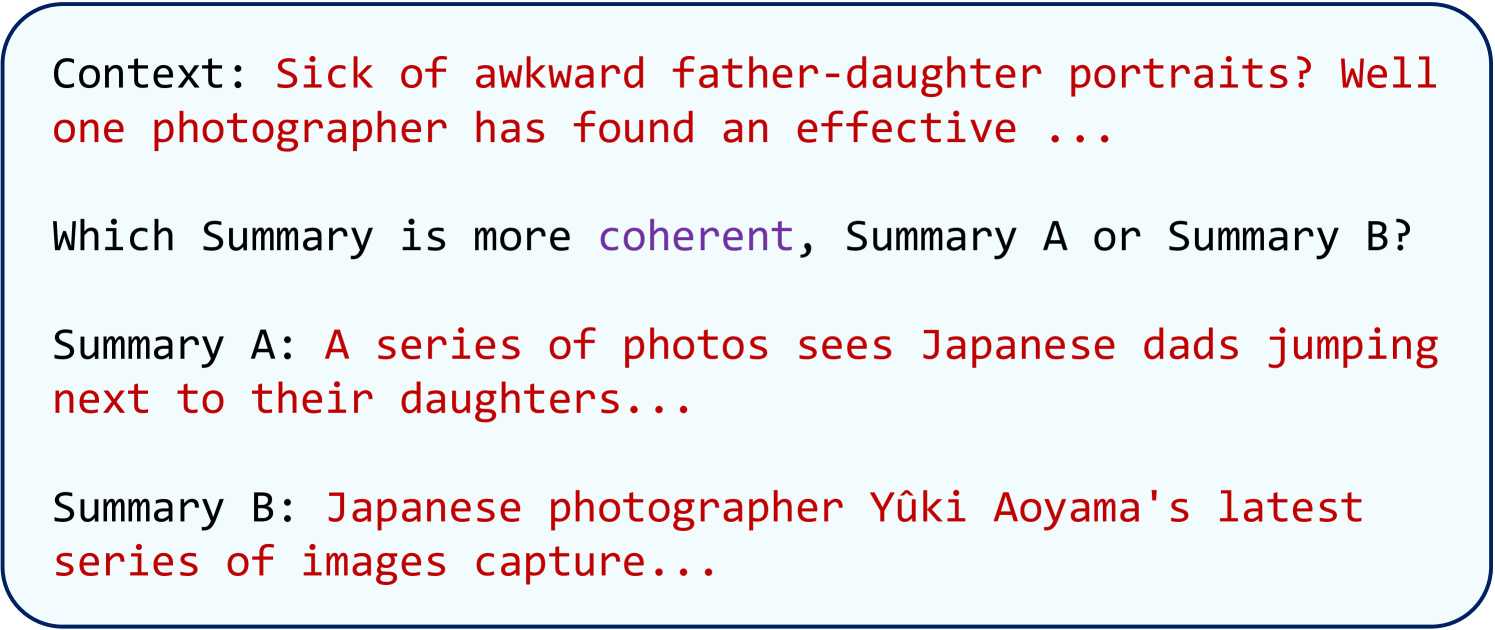 Context: Sick of awkward father-daughter portraits? Well
one photographer has found an effective ...
Which Summary is more coherent, Summary A or Summary B?
Summary A: A series of photos sees Japanese dads jumping
next to their daughters...
Summary B: Japanese photographer Yûki Aoyama's latest
series of images capture...